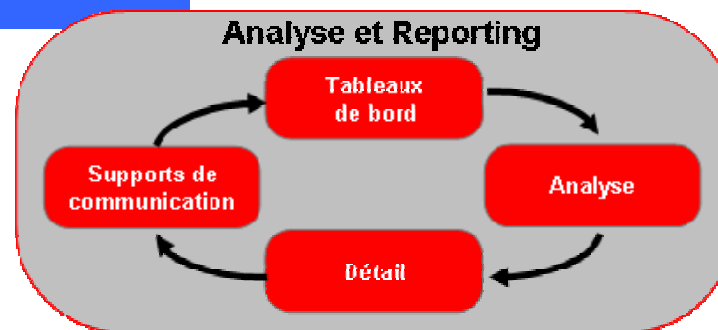 Analyse et Reporting
Tableaux
de bord
Supports de
communication
Analyse
Détail